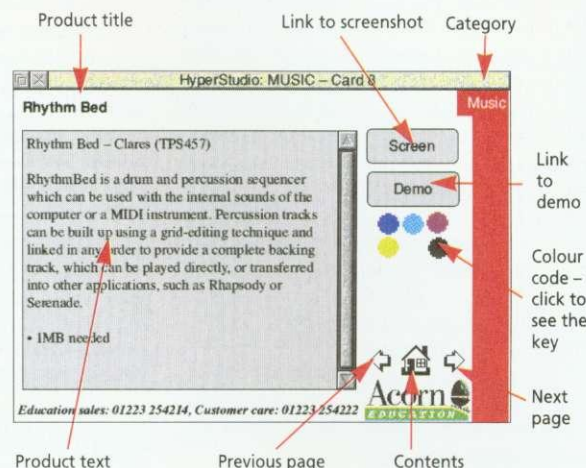 Product title
Link to screenshot
Category
HyperStudio: MUSIC – Card 8
Rhythm Bed
Music
Rhythm Bed – Clares (TPS457)
RhythmBed is a drum and percussion sequencer
which can be used with the internal sounds of the
computer or a MIDI instrument. Percussion tracks
can be built up using a grid-editing technique and
linked in any order to provide a complete backing
track, which can be played directly, or transferred
into other applications, such as Rhapsody or
Serenade.
• 1MB needed
Screen
Demo
Link
to
demo
Colour
code –
click to
see the
key
Acorn
EDUCATION
Education sales: 01223 254214, Customer care: 01223 254222
Next
page
Product text
Previous page
Contents